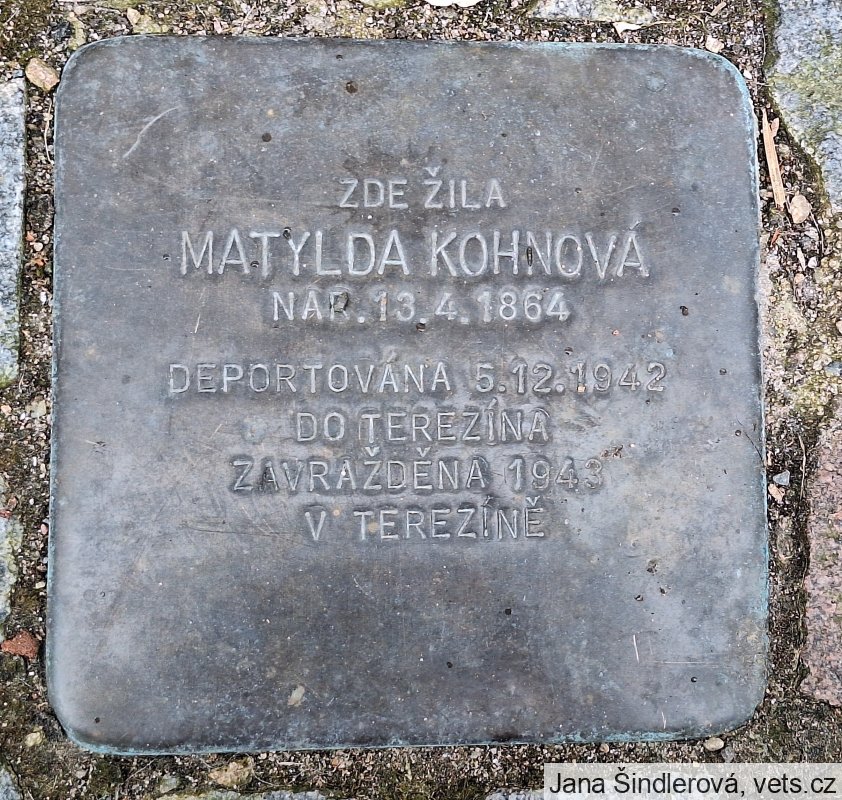 ZDE ŽILA
MATYLDA KOHNOVÁ
NAR. 13. 4. 1864
DEPORTOVÁNA 5. 12. 1942
DO TEREZÍNA
ZAVRAŽDĚNA 1943
V TEREZÍNĚ
Jana Šindlerová, vets.cz